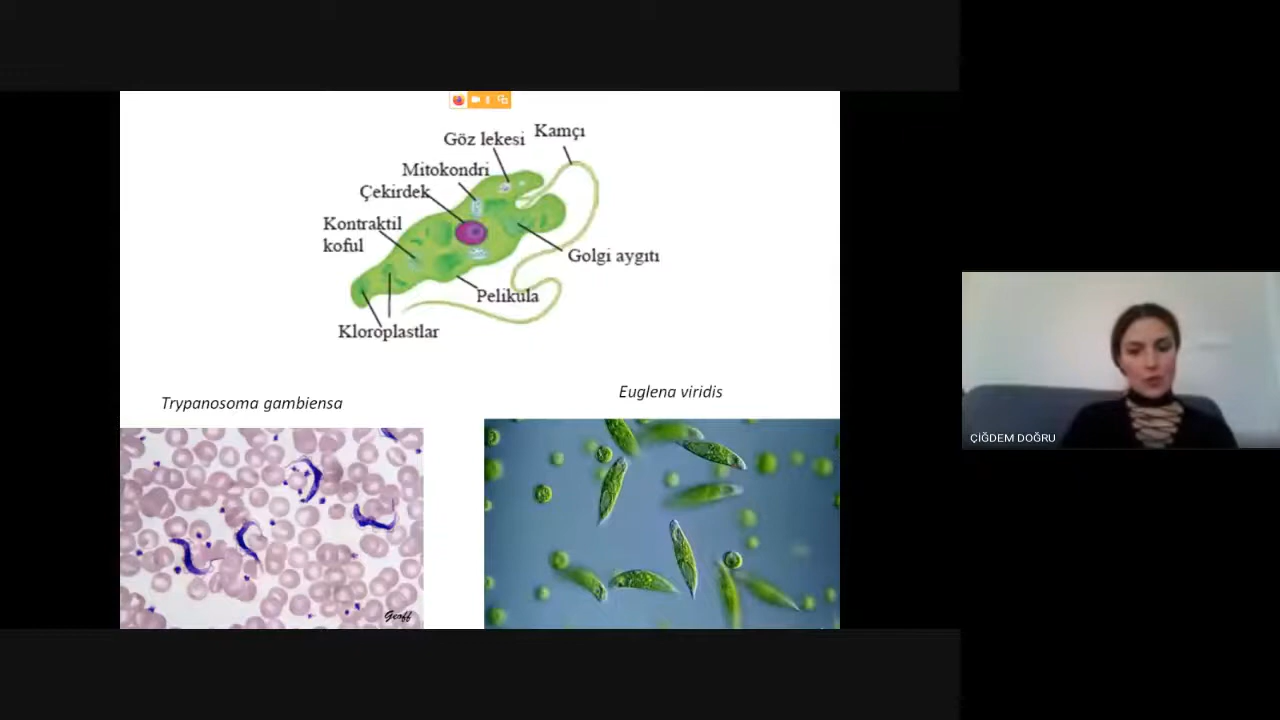 Göz lekesi
Kamçı
Mitokondri
Çekirdek
Kontraktil
koful
Golgi aygıtı
Pelikula
Kloroplastlar
Trypanosoma gambiensa
Euglena viridis
Geoff
ÇİĞDEM DOĞRU